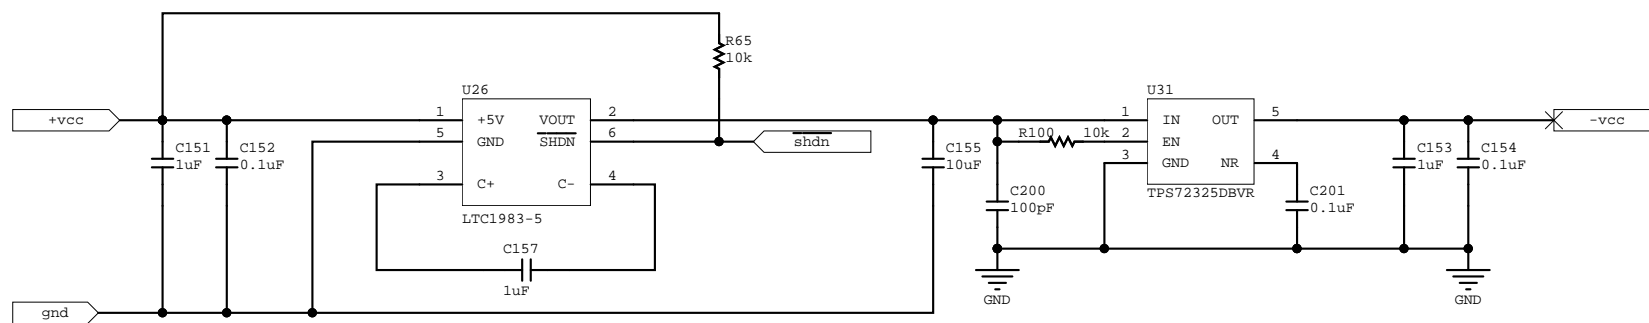 R65
10k
U26
U31
+vcc
1
+5V
VOUT
2
1
IN
OUT
5
-vcc
5
GND
SHDN
6
shdn
R100
10k
2
EN
C151
1uF
C152
0.1uF
C155
10uF
3
GND
NR
4
C153
1uF
C154
0.1uF
3
C+
C-
4
C200
100pF
TPS72325DBVR
C201
0.1uF
LTC1983-5
C157
1uF
GND
GND
gnd